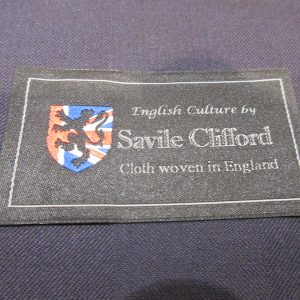 English Culture by
Savile Clifford
Cloth woven in England